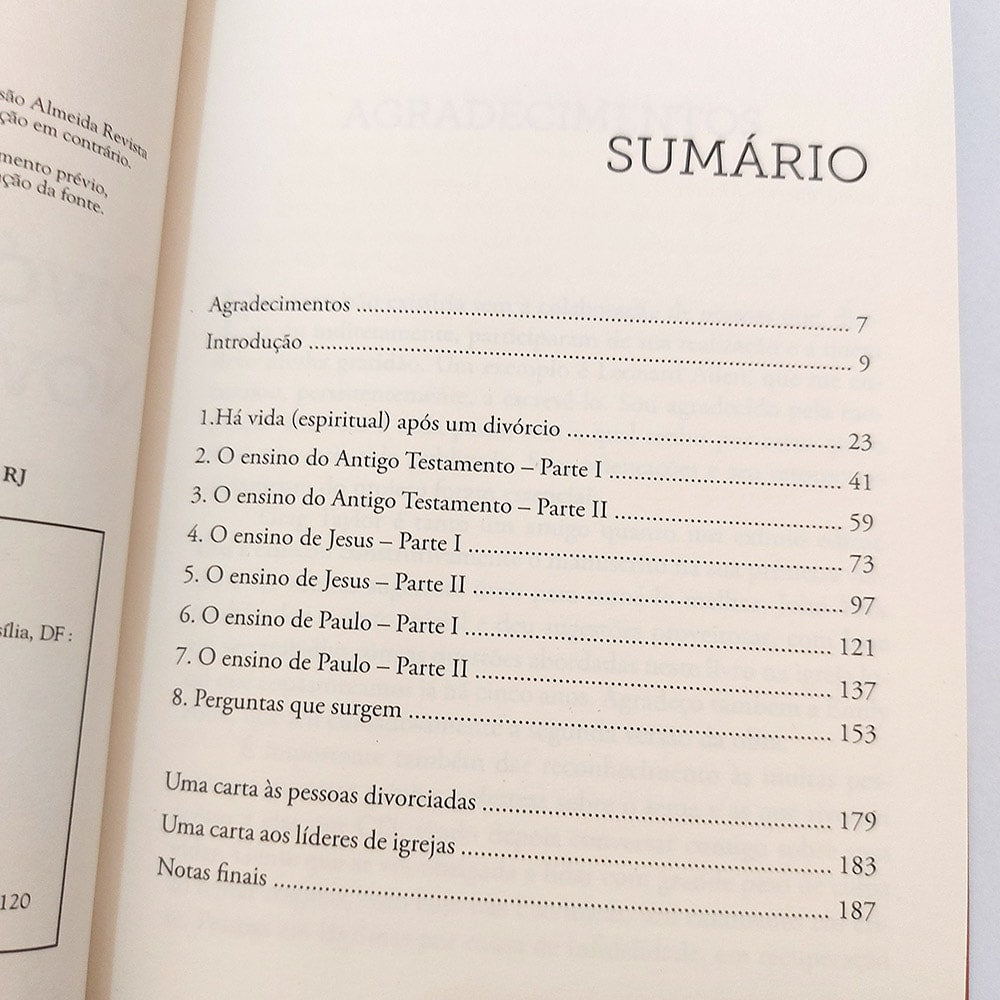 são Almeida Revista
ção em contrário.
mento prévio,
ção da fonte.
RJ
sília, DF:
120
SUMÁRIO
Agradecimentos 7
Introdução 9
1.Há vida (espiritual) após um divórcio 23
2. O ensino do Antigo Testamento – Parte I 41
3. O ensino do Antigo Testamento – Parte II 59
4. O ensino de Jesus – Parte I 73
5. O ensino de Jesus – Parte II 97
6. O ensino de Paulo – Parte I 121
7. O ensino de Paulo – Parte II 137
8. Perguntas que surgem 153
Uma carta às pessoas divorciadas 179
Uma carta aos líderes de igrejas 183
Notas finais 187